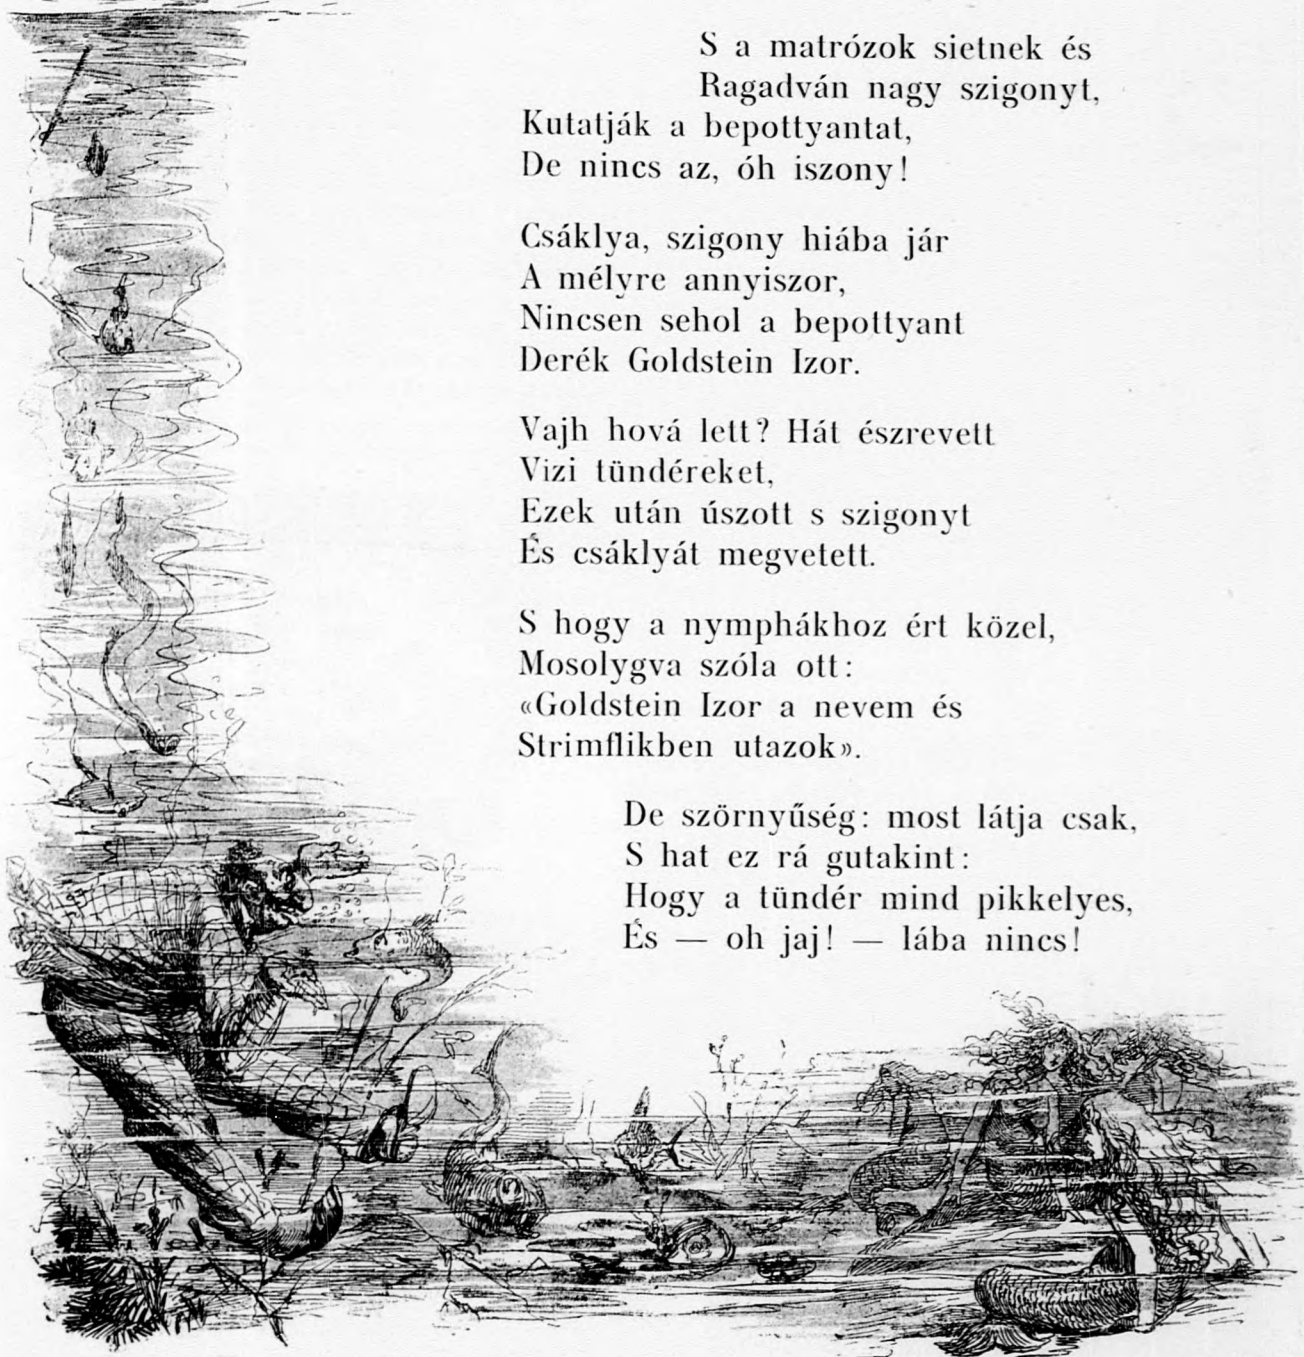 S a matrózok sietnek és
Ragadván nagy szigonyt,
Kutatják a bepottyantat,
De nincs az, óh iszony!
Csáklya, szigony hiába jár
A mélyre annyiszor,
Nincsen sehol a bepottyant
Derék Goldstein Izor.
Vajh hová lett? Hát észrevett
Vizi tündéreket,
Ezek után úszott s szigonyt
És csáklyát megvetett.
S hogy a nymphákhoz ért közel,
Mosolygva szóla ott:
«Goldstein Izor a nevem és
Strimflikben utazok».
De szörnyűség: most látja csak,
S hat ez rá gutakint:
Hogy a tündér mind pikkelyes,
És — oh jaj! — lába nincs!